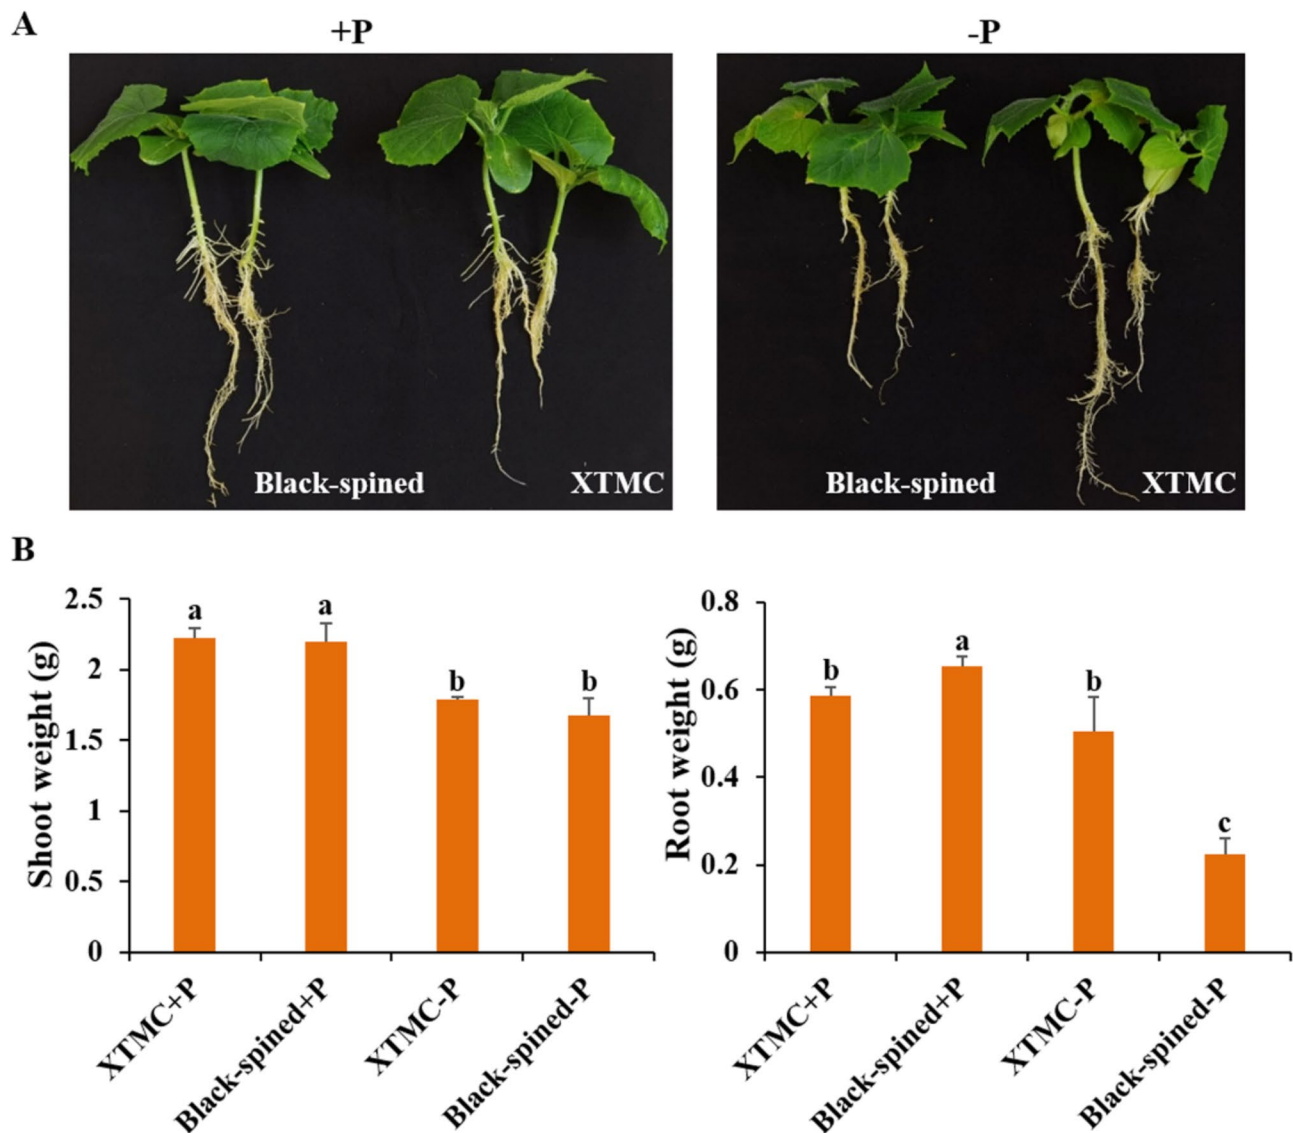 A
+P
-P
Black-spined
XTMC
Black-spined
XTMC
B
Shoot weight (g)
2.5
2
1.5
1
0.5
0
a
a
b
b
XTMC+P
Black-spined+P
XTMC-P
Black-spined-P
Root weight (g)
0.8
0.6
0.4
0.2
0
b
a
b
c
XTMC+P
Black-spined+P
XTMC-P
Black-spined-P